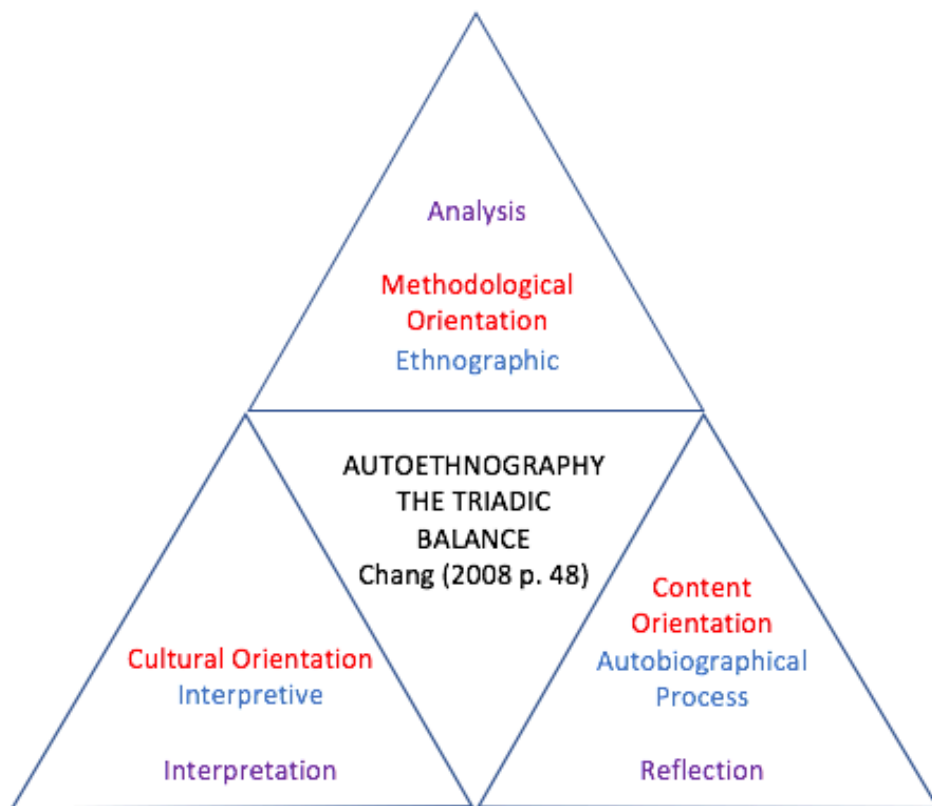 Analysis
Methodological
Orientation
Ethnographic
AUTOETHNOGRAPHY
THE TRIADIC
BALANCE
Chang (2008 p. 48)
Cultural Orientation
Interpretive
Interpretation
Content
Orientation
Autobiographical
Process
Reflection